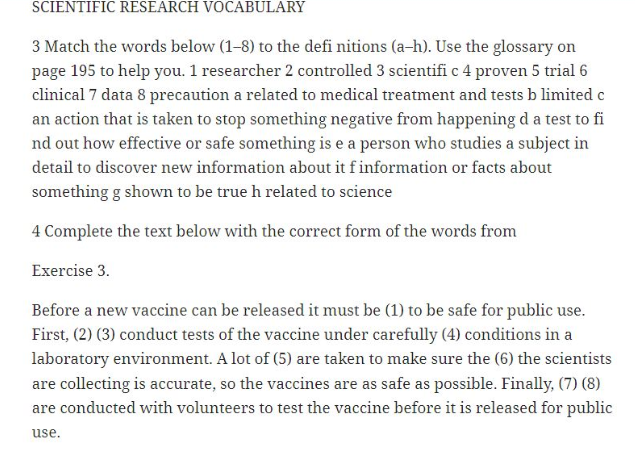 SCIENTIFIC RESEARCH VOCABULARY
3 Match the words below (1–8) to the defi nitions (a–h). Use the glossary on
page 195 to help you. 1 researcher 2 controlled 3 scientifi c 4 proven 5 trial 6
clinical 7 data 8 precaution a related to medical treatment and tests b limited c
an action that is taken to stop something negative from happening d a test to fi
nd out how effective or safe something is e a person who studies a subject in
detail to discover new information about it f information or facts about
something g shown to be true h related to science
4 Complete the text below with the correct form of the words from
Exercise 3.
Before a new vaccine can be released it must be (1) to be safe for public use.
First, (2) (3) conduct tests of the vaccine under carefully (4) conditions in a
laboratory environment. A lot of (5) are taken to make sure the (6) the scientists
are collecting is accurate, so the vaccines are as safe as possible. Finally, (7) (8)
are conducted with volunteers to test the vaccine before it is released for public
use.